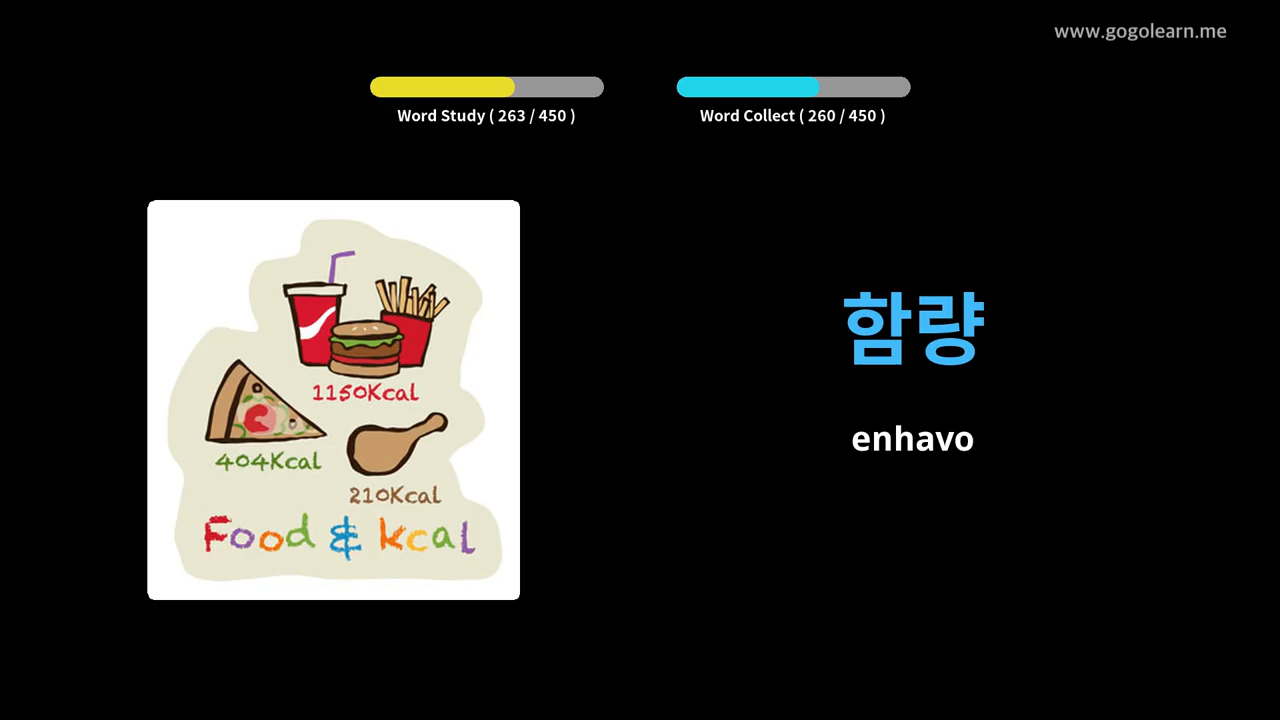 www.gogolearn.me
Word Study ( 263 / 450 )
Word Collect ( 260 / 450 )
1150Kcal
404Kcal
210Kcal
Food & kcal
함량
enhavo